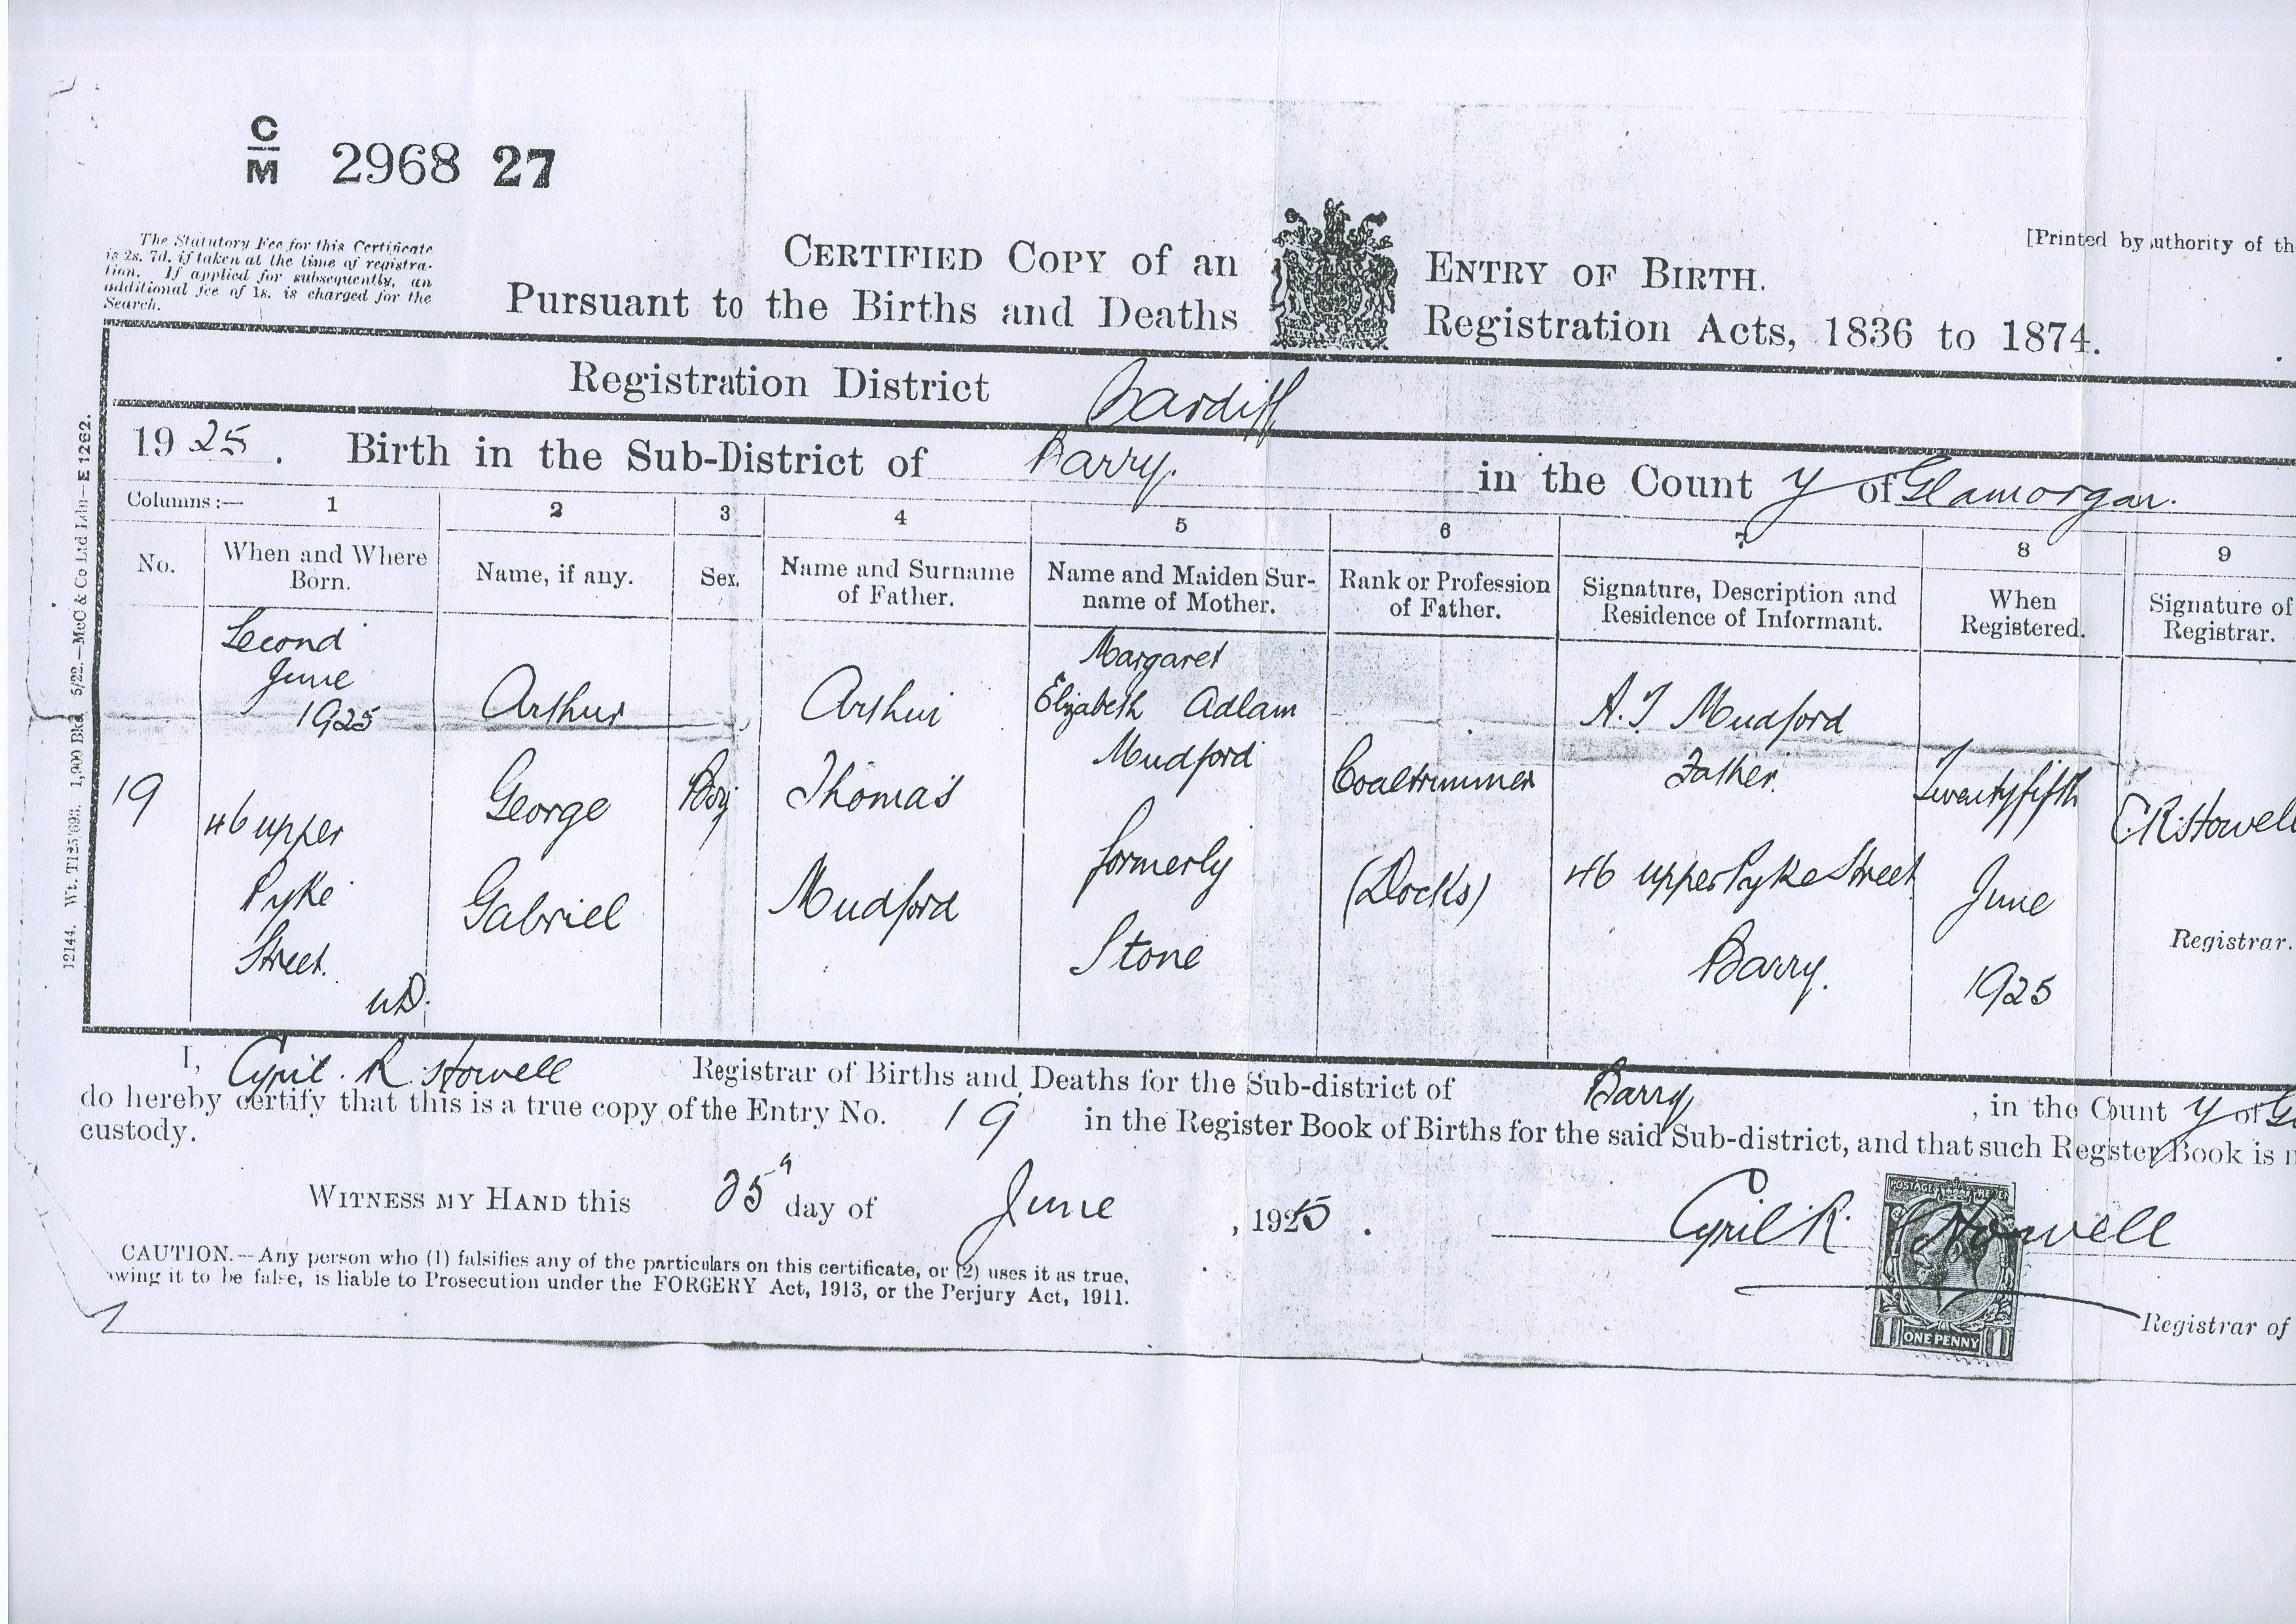 C
M 2968 27
The Statutory Fee for this Certificate
is 2s. 7d. if taken at the time of registra-
tion. If applied for subsequently, an
additional fee of 1s. is charged for the
Search.
CERTIFIED COPY of an ENTRY OF BIRTH.
Pursuant to the Births and Deaths Registration Acts, 1836 to 1874.
[Printed by uthority of th
Registration District Cardiff
1925. Birth in the Sub-District of Barry. in the County of Glamorgan.
Columns:— 1 2 3 4 5 6 7 8 9
No.
When and Where
Born.
Name, if any.
Sex.
Name and Surname
of Father.
Name and Maiden Sur-
name of Mother.
Rank or Profession
of Father.
Signature, Description and
Residence of Informant.
When
Registered.
Signature of
Registrar.
19
Second
June
1925
46 upper
Pyke
Street.
UD.
Arthur
George
Gabriel
Boy
Arthur
Thomas
Mudford
Margaret
Elizabeth Adlam
Mudford
formerly
Stone
Coaltrimmer
(Docks)
A. T Mudford
Father.
46 upper Pyke Street
Barry.
Twentyfifth
June
1925
C.R. Stowell
Registrar.
I, Cyril. R. Stowell Registrar of Births and Deaths for the Sub-district of Barry, in the County of Gl
do hereby certify that this is a true copy of the Entry No. 19 in the Register Book of Births for the said Sub-district, and that such Register Book is
custody.
WITNESS MY HAND this 25 day of June, 1925.
Cyril R. Stowell
POSTAGE REVEN
ONE PENNY
Registrar of
CAUTION.—Any person who (1) falsifies any of the particulars on this certificate, or (2) uses it as true,
wing it to be false, is liable to Prosecution under the FORGERY Act, 1913, or the Perjury Act, 1911.
12144. Wt. T125/693. 1,900 Bks. 5/22.—McC & Co Ltd Ldn—E 1262.